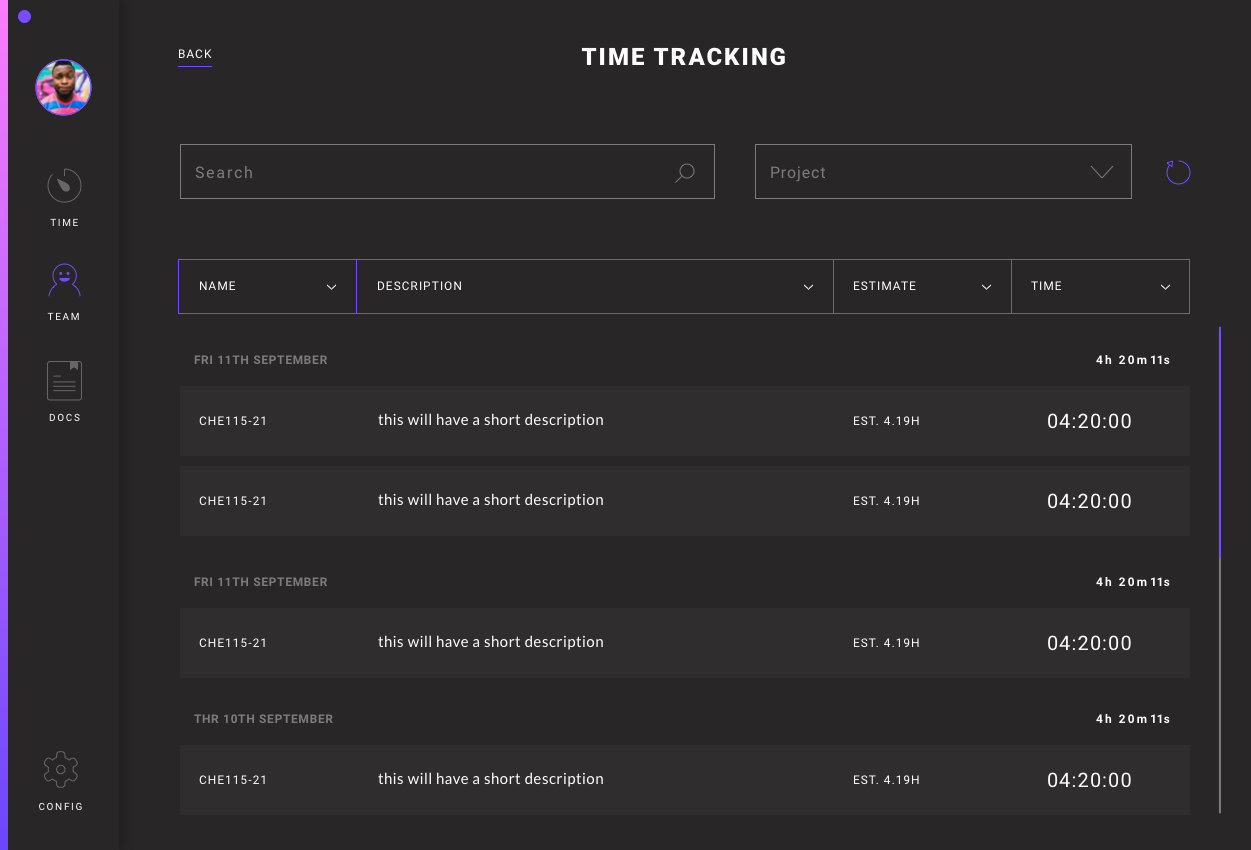 BACK
TIME TRACKING
Search
Project
TIME
TEAM
DOCS
CONFIG
NAME DESCRIPTION ESTIMATE TIME
FRI 11TH SEPTEMBER 4h 20m 11s
CHE115-21 this will have a short description EST. 4.19H 04:20:00
CHE115-21 this will have a short description EST. 4.19H 04:20:00
FRI 11TH SEPTEMBER 4h 20m 11s
CHE115-21 this will have a short description EST. 4.19H 04:20:00
THR 10TH SEPTEMBER 4h 20m 11s
CHE115-21 this will have a short description EST. 4.19H 04:20:00